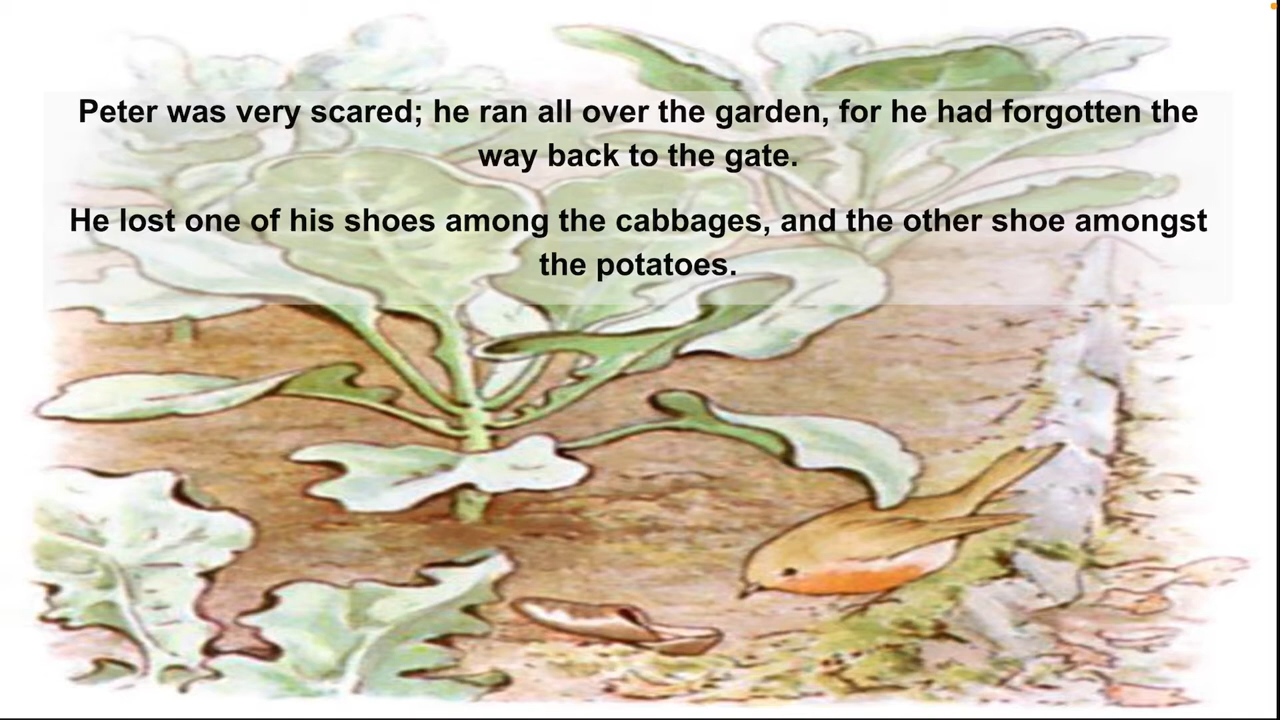 Peter was very scared; he ran all over the garden, for he had forgotten the
way back to the gate.
He lost one of his shoes among the cabbages, and the other shoe amongst
the potatoes.